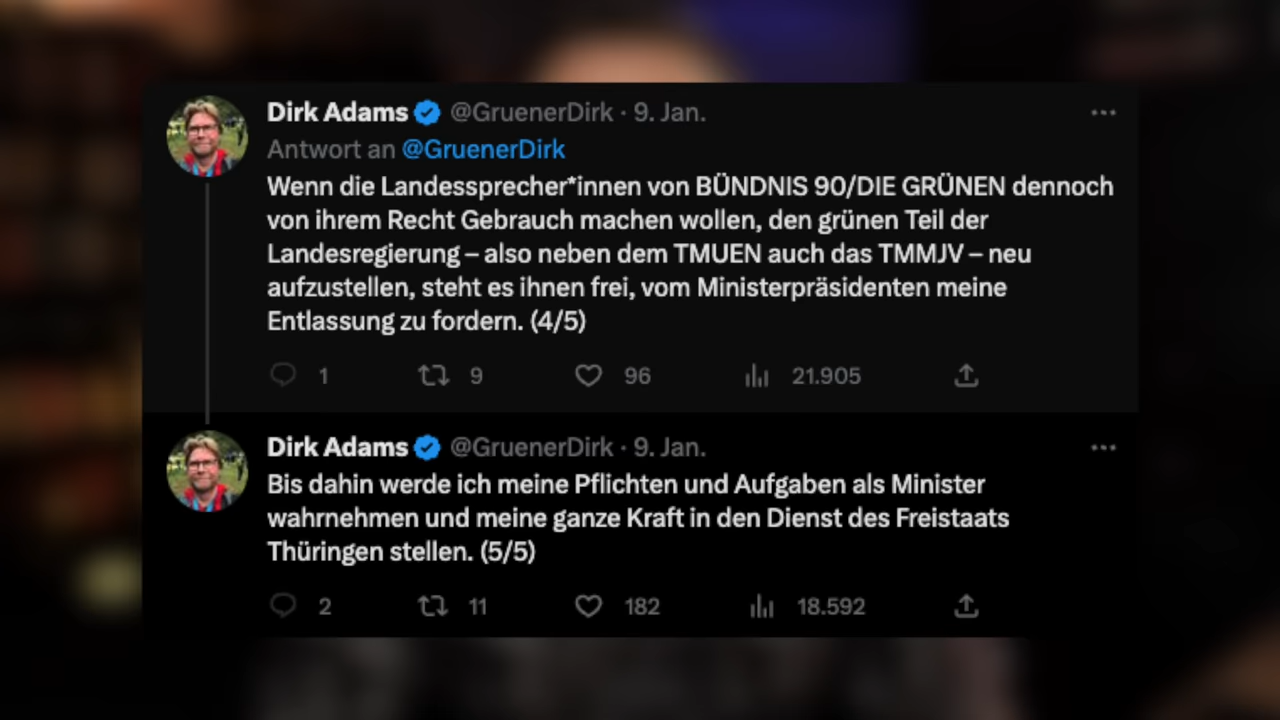 Dirk Adams @GruenerDirk · 9. Jan.
Antwort an @GruenerDirk
Wenn die Landessprecher*innen von BÜNDNIS 90/DIE GRÜNEN dennoch
von ihrem Recht Gebrauch machen wollen, den grünen Teil der
Landesregierung – also neben dem TMUEN auch das TMMJV – neu
aufzustellen, steht es ihnen frei, vom Ministerpräsidenten meine
Entlassung zu fordern. (4/5)
1 9 96 21.905
Dirk Adams @GruenerDirk · 9. Jan.
Bis dahin werde ich meine Pflichten und Aufgaben als Minister
wahrnehmen und meine ganze Kraft in den Dienst des Freistaats
Thüringen stellen. (5/5)
2 11 182 18.592